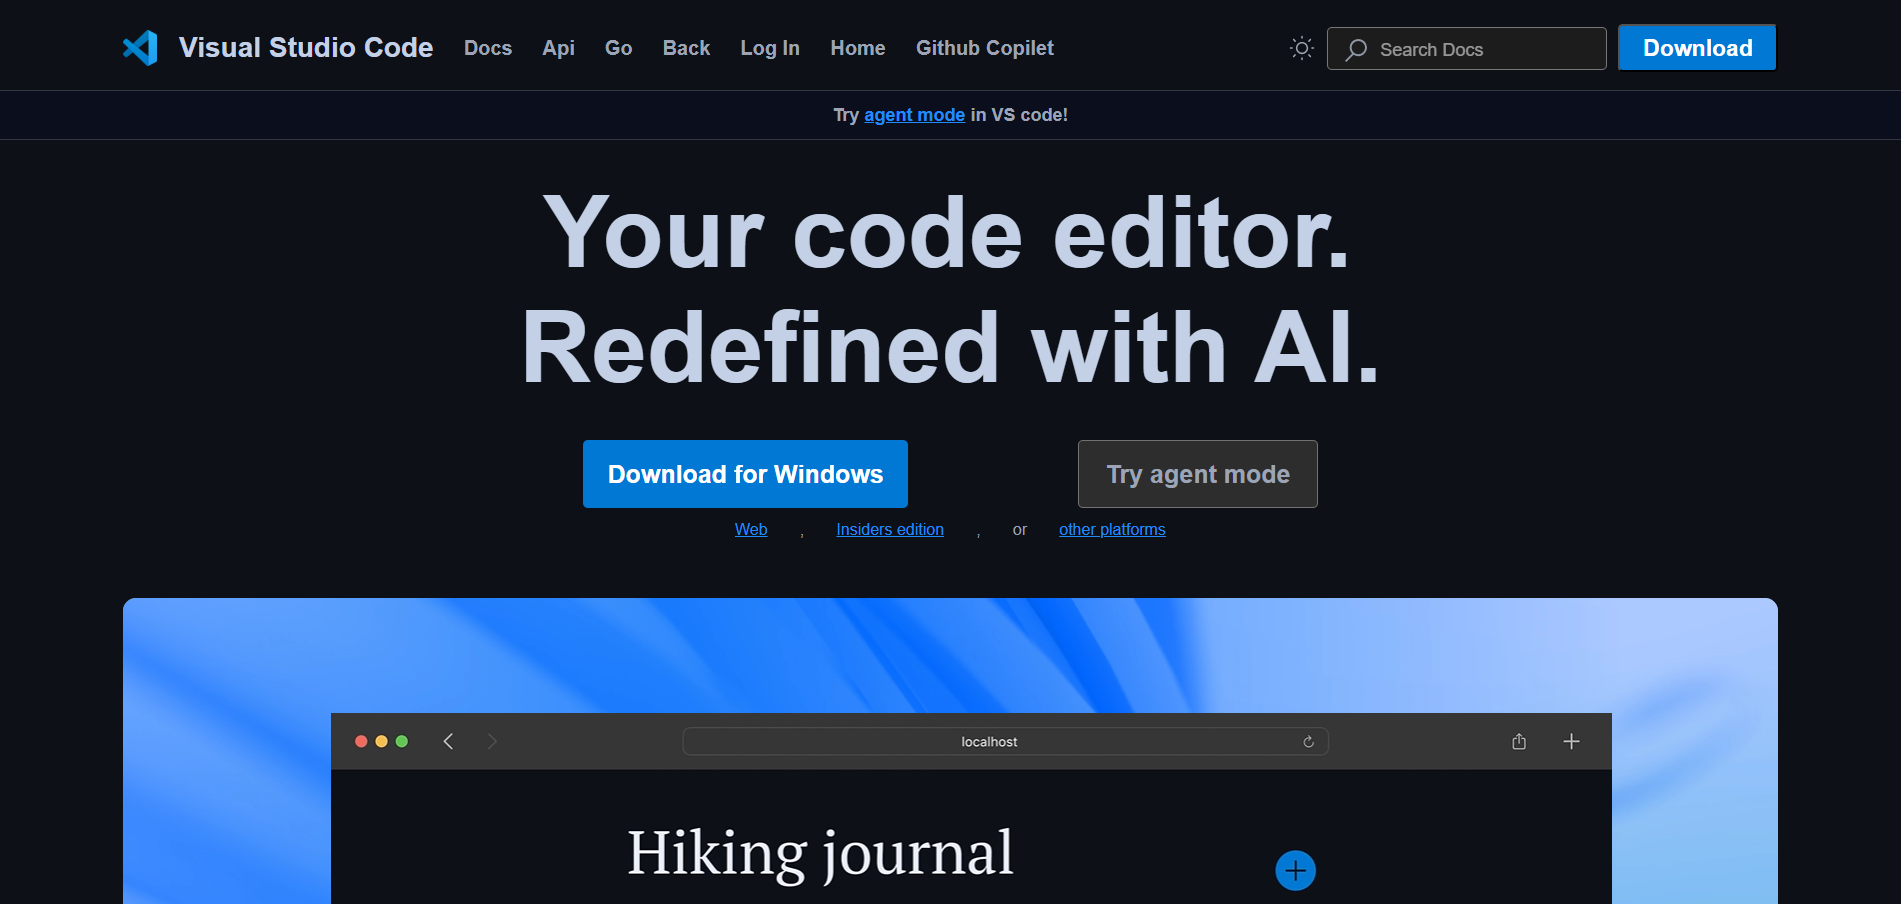 Visual Studio Code Docs Api Go Back Log In Home Github Copilet Search Docs Download
Try agent mode in VS code!
Your code editor.
Redefined with AI.
Download for Windows Try agent mode
Web , Insiders edition , or other platforms
localhost
Hiking journal